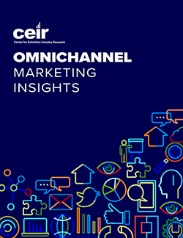 ceir
Center for Exhibition Industry Research
OMNICHANNEL
MARKETING
INSIGHTS